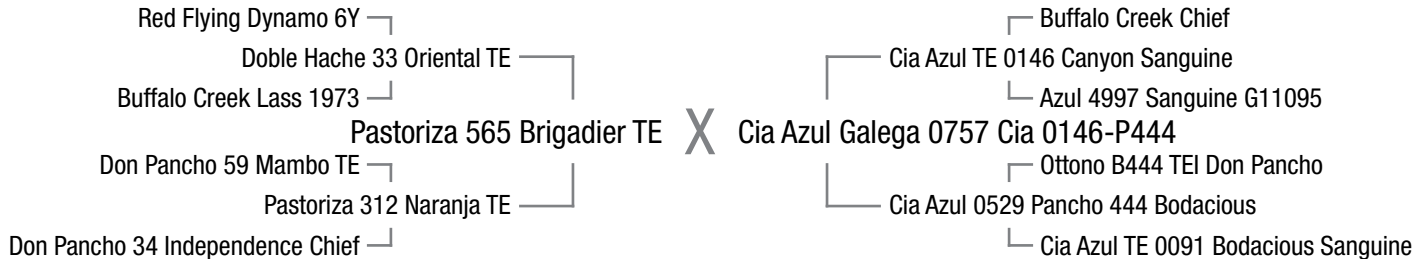 Red Flying Dynamo 6Y
Buffalo Creek Chief
Doble Hache 33 Oriental TE
Cia Azul TE 0146 Canyon Sanguine
Buffalo Creek Lass 1973
Azul 4997 Sanguine G11095
Pastoriza 565 Brigadier TE X Cia Azul Galega 0757 Cia 0146-P444
Don Pancho 59 Mambo TE
Ottono B444 TEI Don Pancho
Pastoriza 312 Naranja TE
Cia Azul 0529 Pancho 444 Bodacious
Don Pancho 34 Independence Chief
Cia Azul TE 0091 Bodacious Sanguine